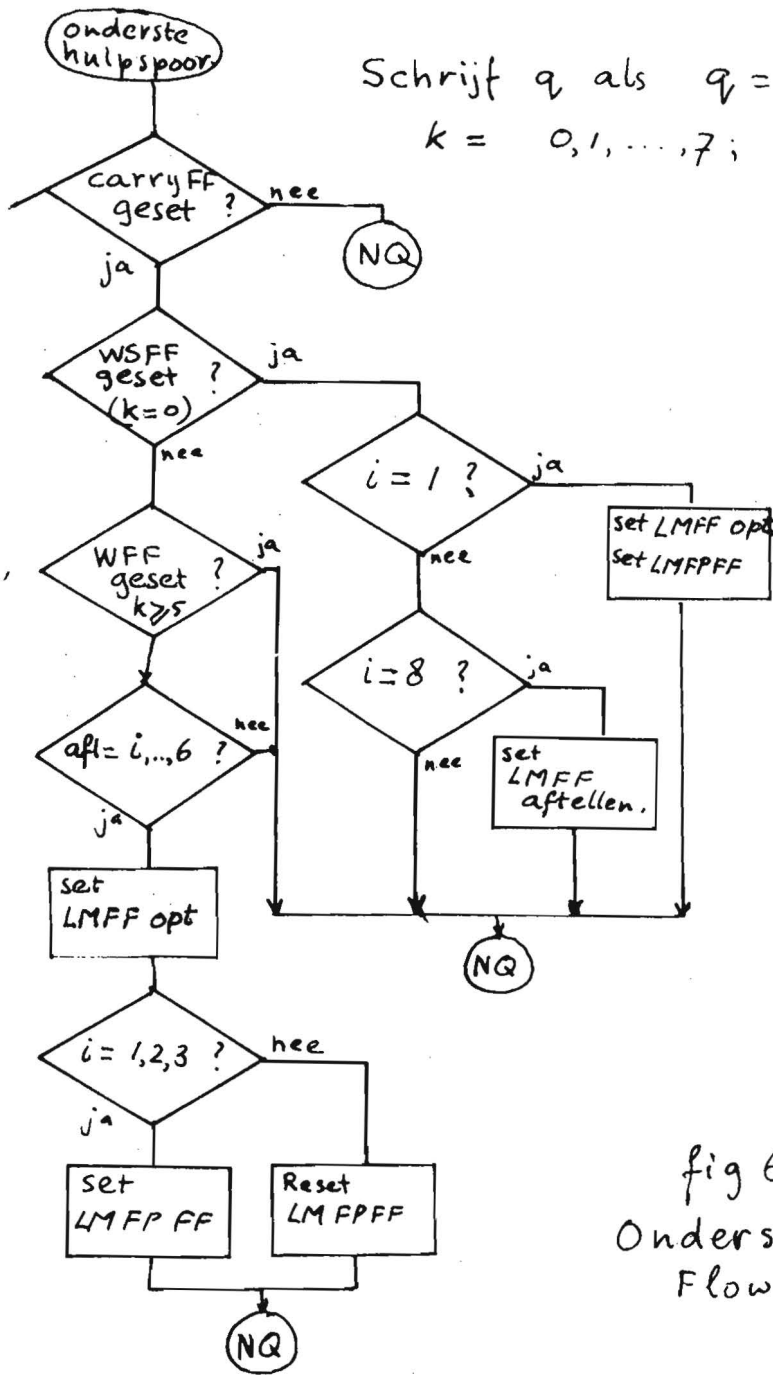 onderste
hulpspoor.
Schrijf q als q =
k = 0,1,...,7;
carryFF
geset ?
nee
NQ
ja
WSFF
geset ?
(k=0)
ja
nee
i = 1 ?
ja
set LMFF opt
set LMFPFF
nee
WFF
geset ?
k≥5
ja
i=8 ?
ja
set
LMFF
aftellen.
nee
afl= i,..,6 ?
nee
ja
set
LMFF opt
NQ
i= 1,2,3 ?
nee
ja
set
LMFP FF
Reset
LMFPFF
NQ
fig 6
Onders
Flow